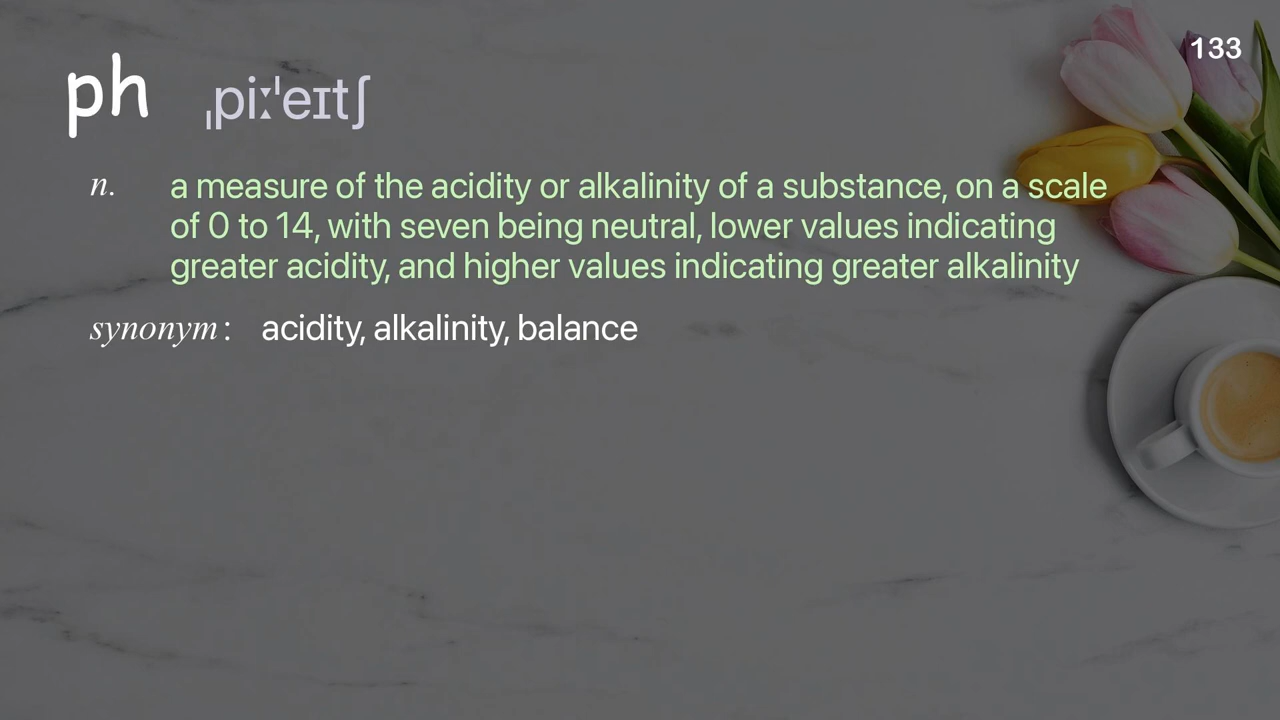 133
ph ˌpiːˈeɪtʃ
n. a measure of the acidity or alkalinity of a substance, on a scale
of 0 to 14, with seven being neutral, lower values indicating
greater acidity, and higher values indicating greater alkalinity
synonym: acidity, alkalinity, balance